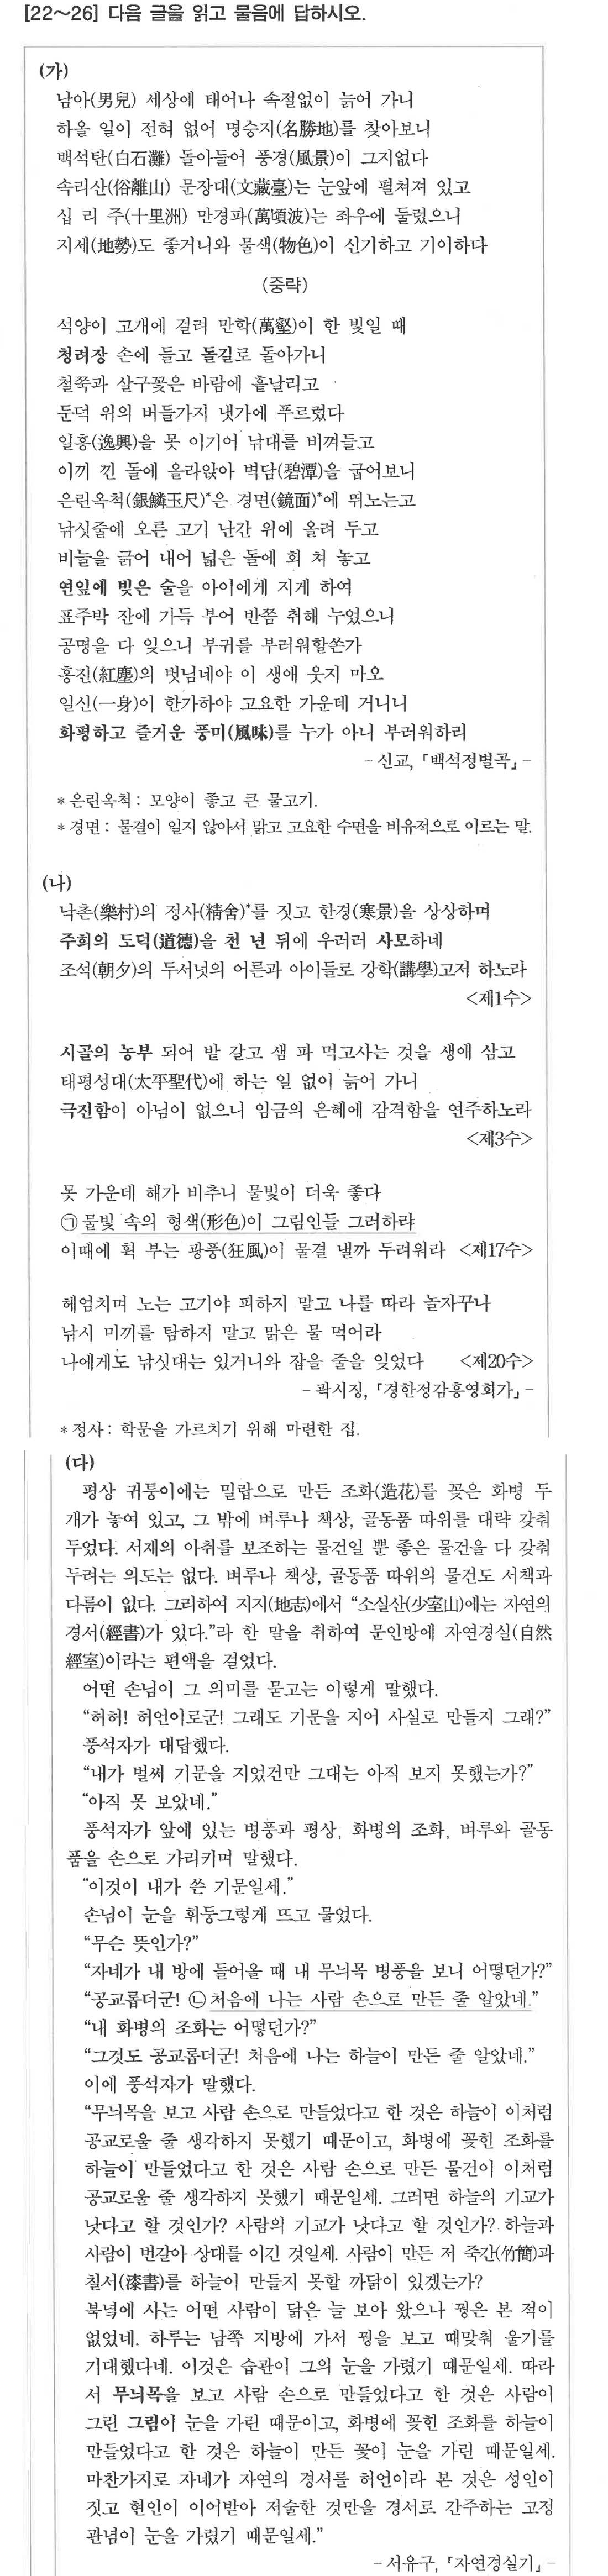 [22~26] 다음 글을 읽고 물음에 답하시오.
(가)
남아(男兒) 세상에 태어나 속절없이 늙어 가니
하올 일이 전혀 없어 명승지(名勝地)를 찾아보니
백석탄(白石灘) 돌아들어 풍경(風景)이 그지없다
속리산(俗離山) 문장대(文藏臺)는 눈앞에 펼쳐져 있고
십 리 주(十里洲) 만경파(萬頃波)는 좌우에 둘렀으니
지세(地勢)도 좋거니와 물색(物色)이 신기하고 기이하다
(중략)
석양이 고개에 걸려 만학(萬壑)이 한 빛일 때
청려장 손에 들고 돌길로 돌아가니
철쭉과 살구꽃은 바람에 흩날리고
둔덕 위의 버들가지 냇가에 푸르렀다
일흥(逸興)을 못 이기어 낚대를 비껴들고
이끼 낀 돌에 올라앉아 벽담(碧潭)을 굽어보니
은린옥척(銀鱗玉尺)*은 경면(鏡面)*에 뛰노는고
낚싯줄에 오른 고기 난간 위에 올려 두고
비늘을 긁어 내어 넓은 돌에 회 쳐 놓고
연잎에 빚은 술을 아이에게 지게 하여
표주박 잔에 가득 부어 반쯤 취해 누었으니
공명을 다 잊으니 부귀를 부러워할쏜가
홍진(紅塵)의 벗님네야 이 생애 웃지 마오
일신(一身)이 한가하야 고요한 가운데 거니니
화평하고 즐거운 풍미(風味)를 누가 아니 부러워하리
- 신교, 「백석정별곡」 -
* 은린옥척 : 모양이 좋고 큰 물고기.
* 경면 : 물결이 일지 않아서 맑고 고요한 수면을 비유적으로 이르는 말.
(나)
낙촌(樂村)의 정사(精舍)*를 짓고 한경(寒景)을 상상하며
주희의 도덕(道德)을 천 년 뒤에 우러러 사모하네
조석(朝夕)의 두서넛의 어른과 아이들로 강학(講學)고저 하노라
<제1수>
시골의 농부 되어 밭 갈고 샘 파 먹고사는 것을 생애 삼고
태평성대(太平聖代)에 하는 일 없이 늙어 가니
극진함이 아님이 없으니 임금의 은혜에 감격함을 연주하노라
<제3수>
못 가운데 해가 비추니 물빛이 더욱 좋다
㉠ 물빛 속의 형색(形色)이 그림인들 그러하랴
이때에 휙 부는 광풍(狂風)이 물결 낼까 두려워라 <제17수>
헤엄치며 노는 고기야 피하지 말고 나를 따라 놀자꾸나
낚시 미끼를 탐하지 말고 맑은 물 먹어라
나에게도 낚싯대는 있거니와 잡을 줄을 잊었다 <제20수>
- 곽시징, 「경한정감흥영회가」 -
* 정사 : 학문을 가르치기 위해 마련한 집.
(다)
평상 귀퉁이에는 밀랍으로 만든 조화(造花)를 꽂은 화병 두
개가 놓여 있고, 그 밖에 벼루나 책상, 골동품 따위를 대략 갖춰
두었다. 서재의 아취를 보조하는 물건일 뿐 좋은 물건을 다 갖춰
두려는 의도는 없다. 벼루나 책상, 골동품 따위의 물건도 서책과
다름이 없다. 그리하여 지지(地志)에서 “소실산(少室山)에는 자연의
경서(經書)가 있다.”라 한 말을 취하여 문인방에 자연경실(自然
經室)이라는 편액을 걸었다.
어떤 손님이 그 의미를 묻고는 이렇게 말했다.
“허허! 허언이로군! 그래도 기문을 지어 사실로 만들지 그래?”
풍석자가 대답했다.
“내가 벌써 기문을 지었건만 그대는 아직 보지 못했는가?”
“아직 못 보았네.”
풍석자가 앞에 있는 병풍과 평상, 화병의 조화, 벼루와 골동
품을 손으로 가리키며 말했다.
“이것이 내가 쓴 기문일세.”
손님이 눈을 휘둥그렇게 뜨고 물었다.
“무슨 뜻인가?”
“자네가 내 방에 들어올 때 내 무늬목 병풍을 보니 어떻던가?”
“공교롭더군! ㉡ 처음에 나는 사람 손으로 만든 줄 알았네.”
“내 화병의 조화는 어떻던가?”
“그것도 공교롭더군! 처음에 나는 하늘이 만든 줄 알았네.”
이에 풍석자가 말했다.
“무늬목을 보고 사람 손으로 만들었다고 한 것은 하늘이 이처럼
공교로울 줄 생각하지 못했기 때문이고, 화병에 꽂힌 조화를
하늘이 만들었다고 한 것은 사람 손으로 만든 물건이 이처럼
공교로울 줄 생각하지 못했기 때문일세. 그러면 하늘의 기교가
낫다고 할 것인가? 사람의 기교가 낫다고 할 것인가? 하늘과
사람이 번갈아 상대를 이긴 것일세. 사람이 만든 저 죽간(竹簡)과
칠서(漆書)를 하늘이 만들지 못할 까닭이 있겠는가?
북녘에 사는 어떤 사람이 닭은 늘 보아 왔으나 꿩은 본 적이
없었네. 하루는 남쪽 지방에 가서 꿩을 보고 때맞춰 울기를
기대했다네. 이것은 습관이 그의 눈을 가렸기 때문일세. 따라
서 무늬목을 보고 사람 손으로 만들었다고 한 것은 사람이
그린 그림이 눈을 가린 때문이고, 화병에 꽂힌 조화를 하늘이
만들었다고 한 것은 하늘이 만든 꽃이 눈을 가린 때문일세.
마찬가지로 자네가 자연의 경서를 허언이라 본 것은 성인이
짓고 현인이 이어받아 저술한 것만을 경서로 간주하는 고정
관념이 눈을 가렸기 때문일세.”
- 서유구, 「자연경실기」 -